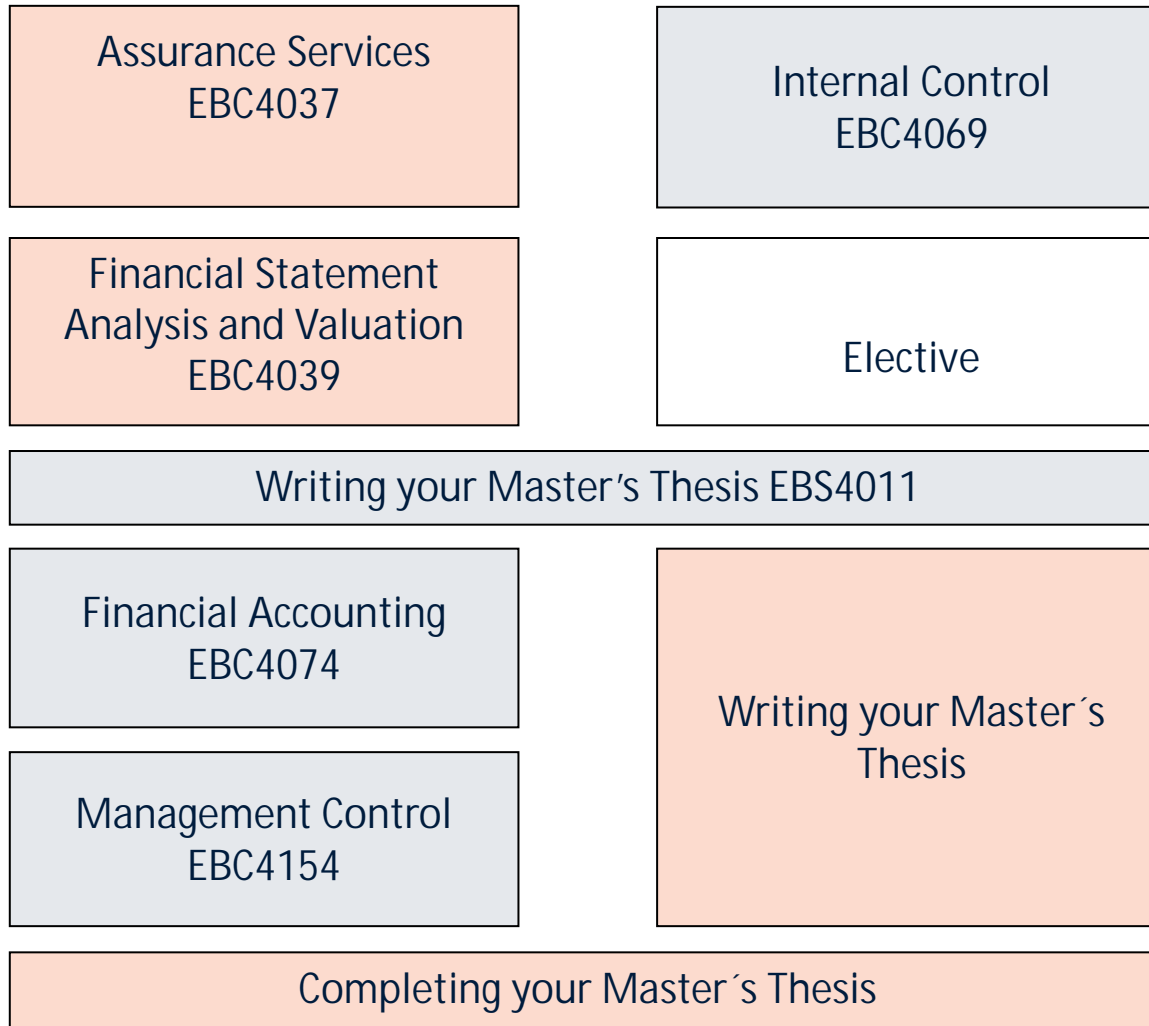 Assurance Services
EBC4037
Internal Control
EBC4069
Financial Statement
Analysis and Valuation
EBC4039
Elective
Writing your Master’s Thesis EBS4011
Financial Accounting
EBC4074
Writing your Master´s
Thesis
Management Control
EBC4154
Completing your Master´s Thesis